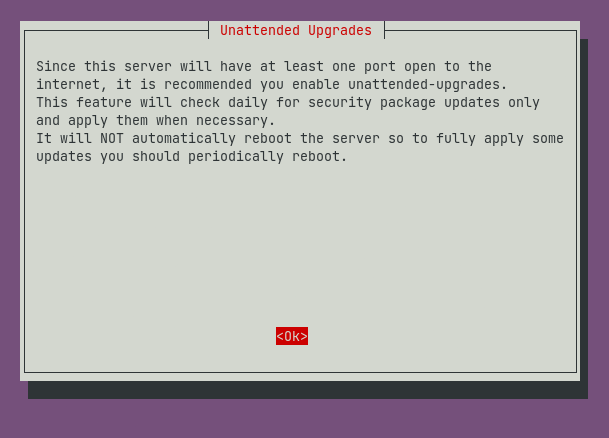 Unattended Upgrades
Since this server will have at least one port open to the
internet, it is recommended you enable unattended-upgrades.
This feature will check daily for security package updates only
and apply them when necessary.
It will NOT automatically reboot the server so to fully apply some
updates you should periodically reboot.
<Ok>